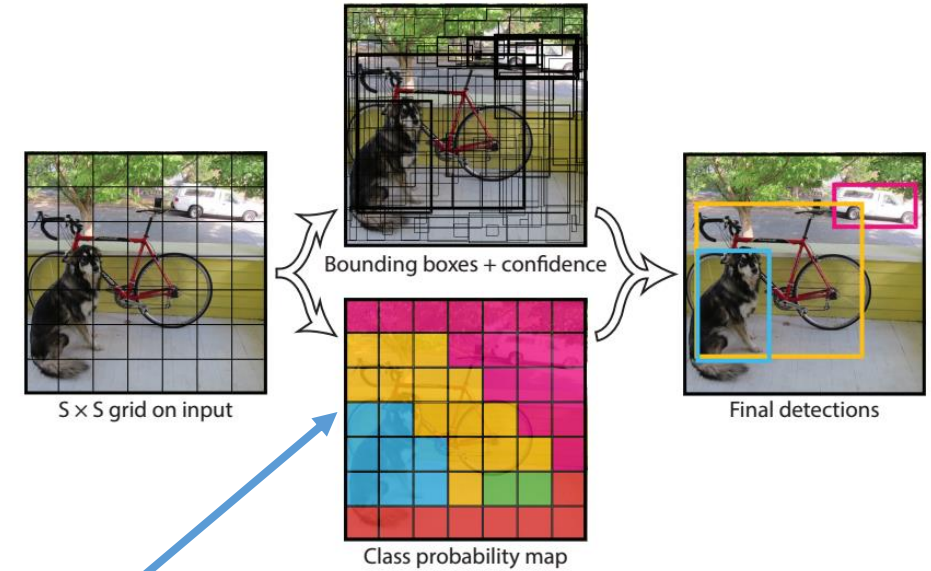 Bounding boxes + confidence
S × S grid on input
Final detections
Class probability map